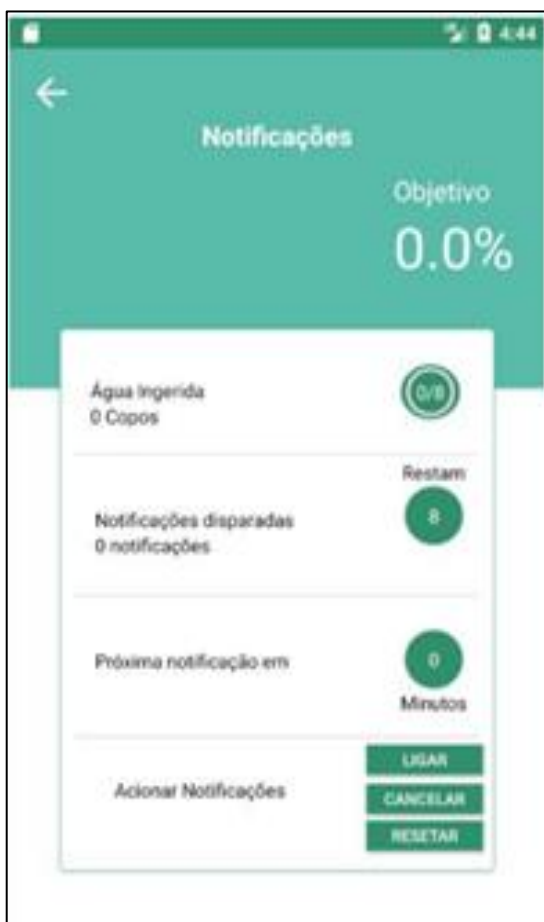 4:44
Notificações
Objetivo
0.0%
Água Ingerida
0 Copos
0/8
Restam
Notificações disparadas
0 notificações
8
Próxima notificação em
0
Minutos
Acionar Notificações
LIGAR
CANCELAR
RESETAR